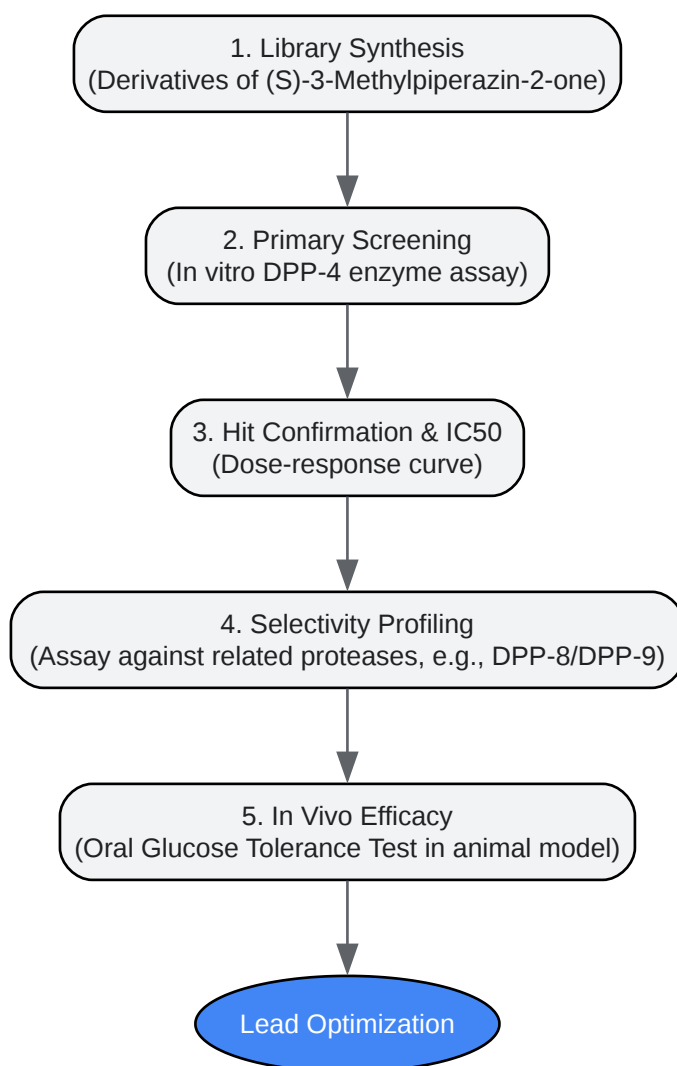 1. Library Synthesis
(Derivatives of (S)-3-Methylpiperazin-2-one)
2. Primary Screening
(In vitro DPP-4 enzyme assay)
3. Hit Confirmation & IC50
(Dose-response curve)
4. Selectivity Profiling
(Assay against related proteases, e.g., DPP-8/DPP-9)
5. In Vivo Efficacy
(Oral Glucose Tolerance Test in animal model)
Lead Optimization